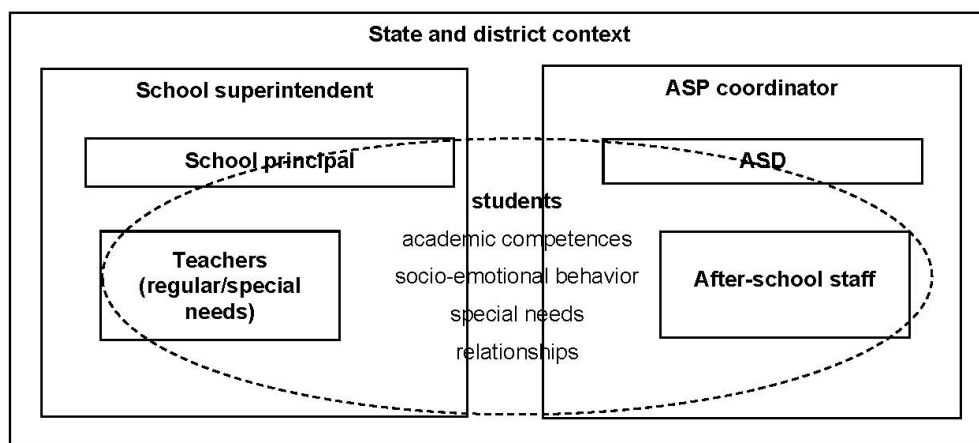 State and district context
School superintendent
ASP coordinator
School principal
ASD
students
academic competences
socio-emotional behavior
special needs
relationships
Teachers
(regular/special
needs)
After-school staff